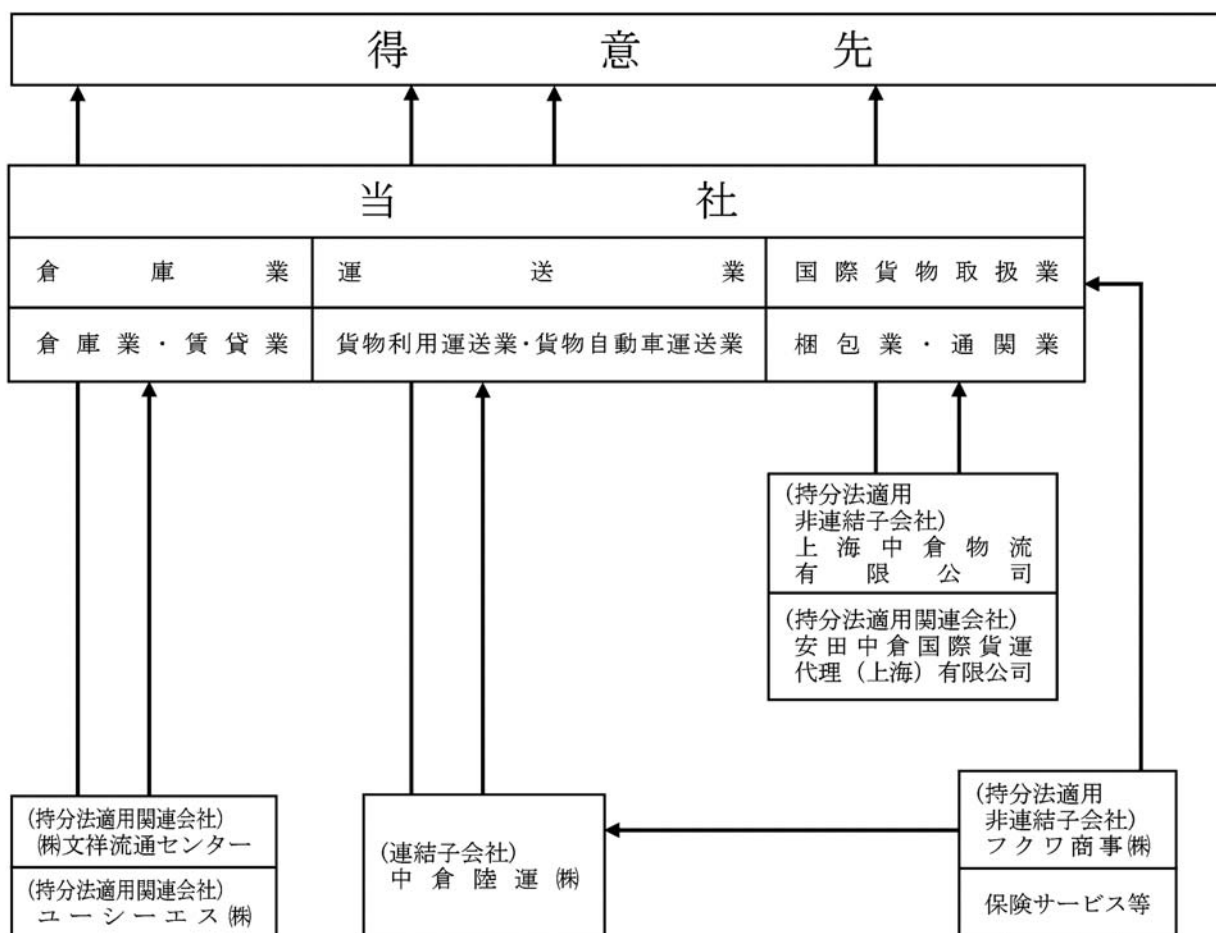 得意先
当社
倉庫業
運送業
国際貨物取扱業
倉庫業・賃貸業
貨物利用運送業・貨物自動車運送業
梱包業・通関業
(持分法適用
非連結子会社)
上海中倉物流
有限公司
(持分法適用関連会社)
安田中倉国際貨運
代理（上海）有限公司
(持分法適用関連会社)
㈱文祥流通センター
(持分法適用関連会社)
ユーシーエス㈱
(連結子会社)
中倉陸運㈱
(持分法適用
非連結子会社)
フクワ商事㈱
保険サービス等